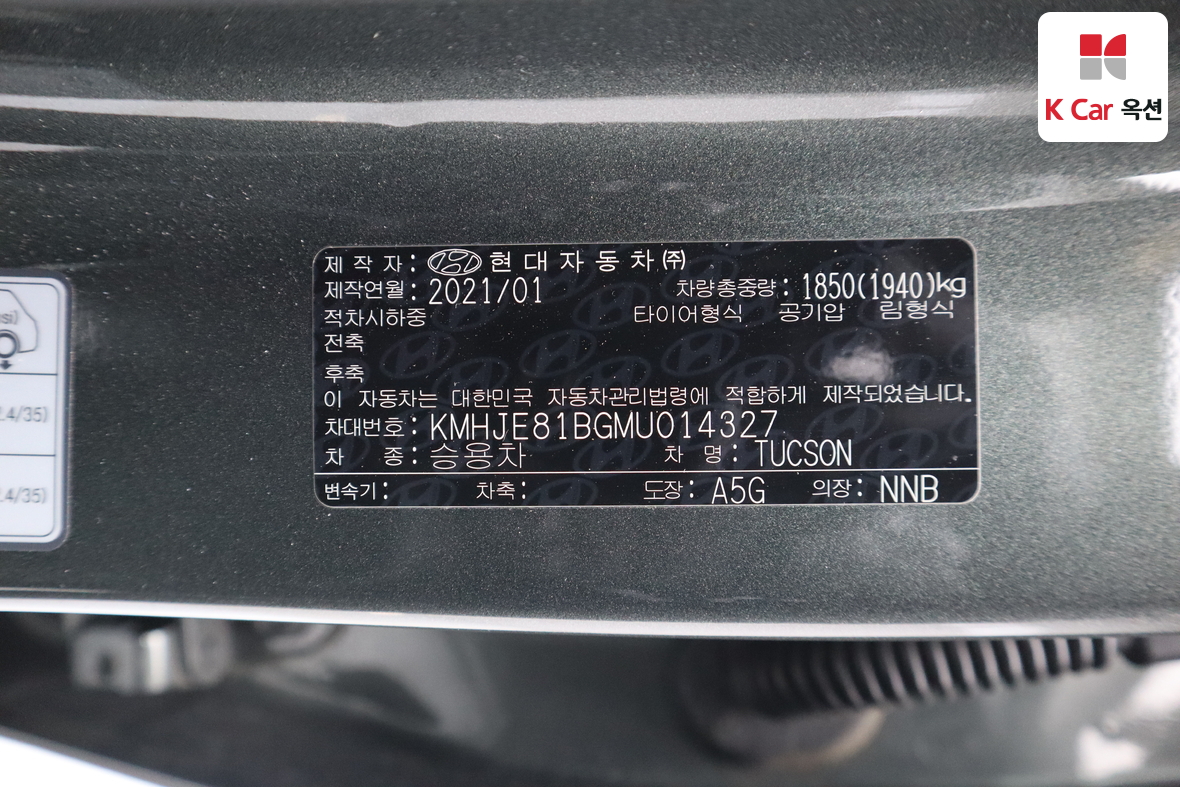 K Car 옥션
제 작 자 : 현 대 자 동 차 ㈜
제작연월 : 2021/01 차량총중량 : 1850(1940)kg
적차시하중 타이어형식 공기압 림형식
전축
후축
이 자동차는 대한민국 자동차관리법령에 적합하게 제작되었습니다.
차대번호 : KMHJE81BGMU014327
차 종 : 승용차 차 명 : TUCSON
변속기 : 차축 : 도장 : A5G 의장 : NNB
4/35)
4/35)